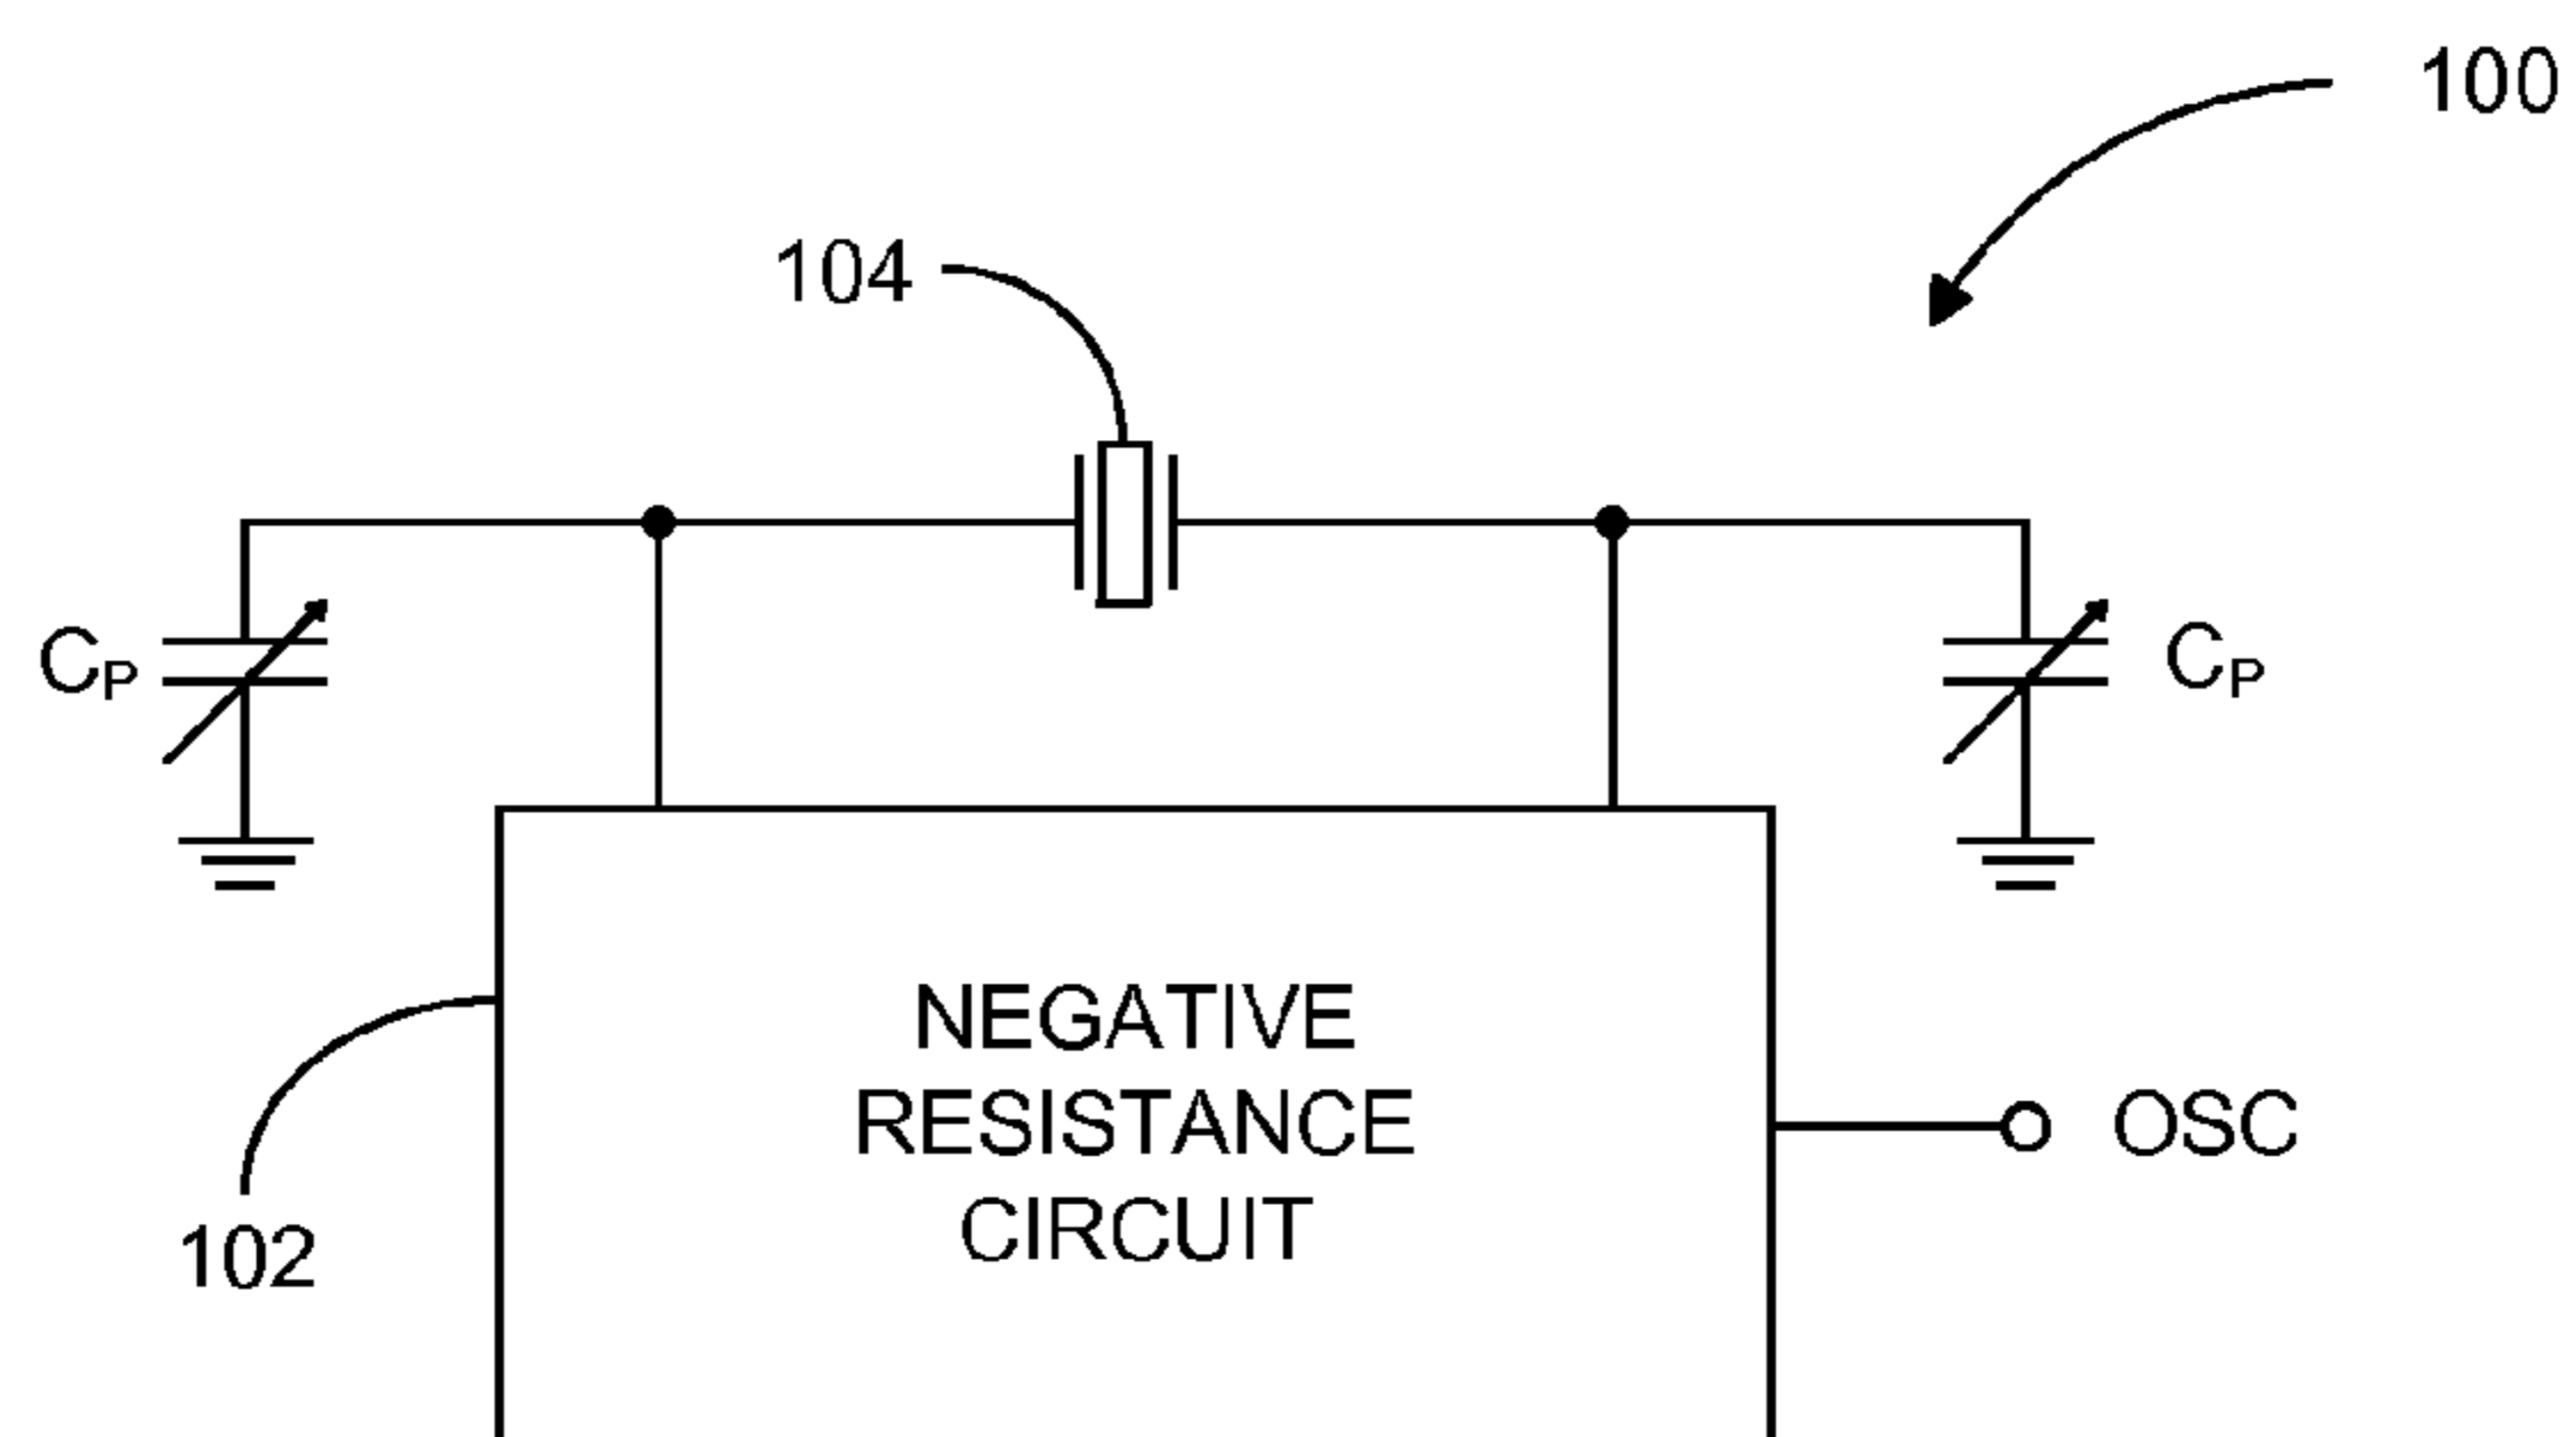 100
104
CP
CP
NEGATIVE
RESISTANCE
CIRCUIT
OSC
102